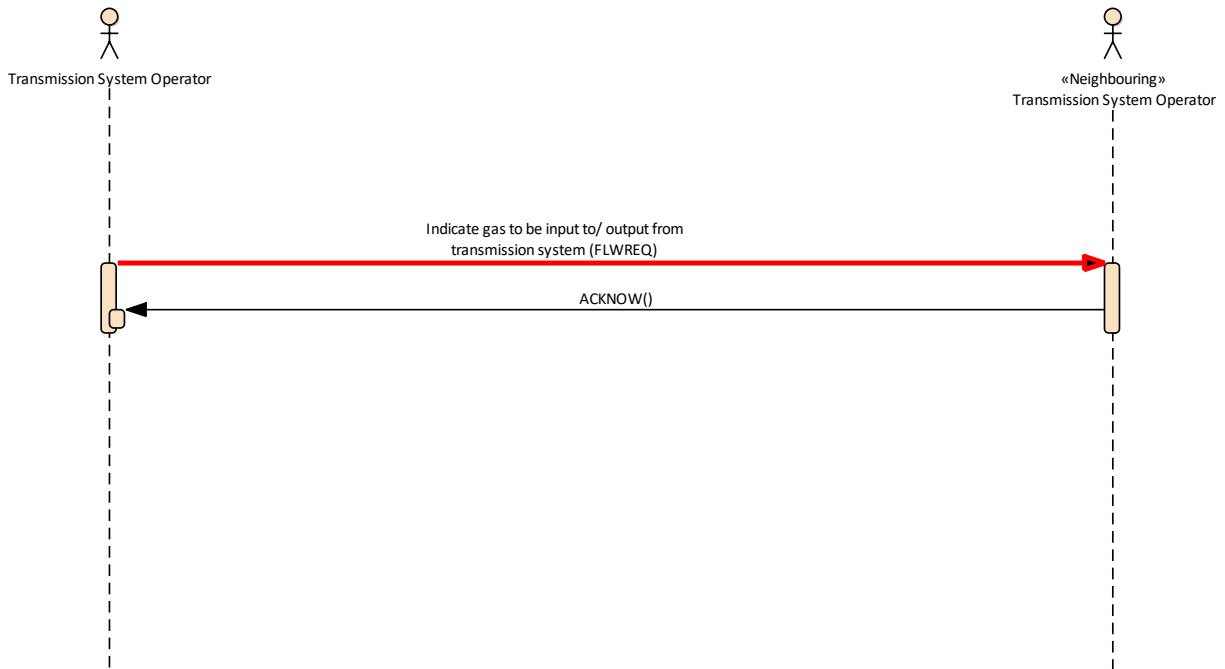 Transmission System Operator
«Neighbouring»
Transmission System Operator
Indicate gas to be input to/ output from
transmission system (FLWREQ)
ACKNOW()